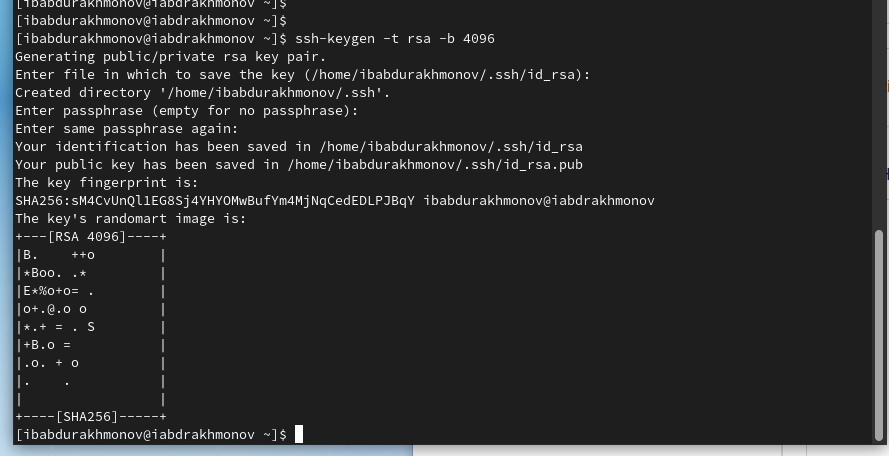 [ibabdurakhmonov@iabdrakhmonov ~]$
[ibabdurakhmonov@iabdrakhmonov ~]$
[ibabdurakhmonov@iabdrakhmonov ~]$ ssh-keygen -t rsa -b 4096
Generating public/private rsa key pair.
Enter file in which to save the key (/home/ibabdurakhmonov/.ssh/id_rsa):
Created directory '/home/ibabdurakhmonov/.ssh'.
Enter passphrase (empty for no passphrase):
Enter same passphrase again:
Your identification has been saved in /home/ibabdurakhmonov/.ssh/id_rsa
Your public key has been saved in /home/ibabdurakhmonov/.ssh/id_rsa.pub
The key fingerprint is:
SHA256:sM4CvUnQl1EG8Sj4YHYOMwBufYm4MjNqCedEDLPJBqY ibabdurakhmonov@iabdrakhmonov
The key's randomart image is:
+---[RSA 4096]----+
|B.    ++o        |
|*Boo. .*         |
|E*%o+o= .        |
|o+.@.o o         |
|*.+ = . S        |
|+B.o =           |
|.o. + o          |
|.    .           |
|                 |
+----[SHA256]-----+
[ibabdurakhmonov@iabdrakhmonov ~]$